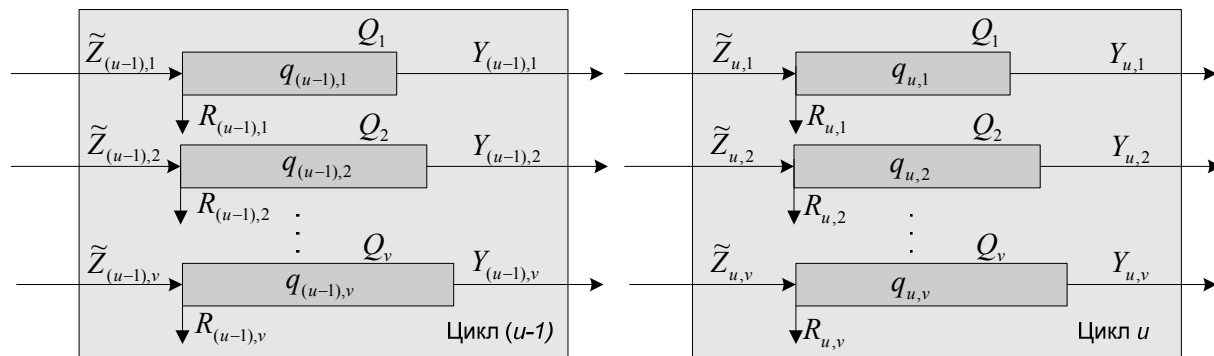 Q₁ Q₁
Z̃₍ᵤ₋₁₎,₁ q₍ᵤ₋₁₎,₁ Y₍ᵤ₋₁₎,₁ Z̃ᵤ,₁ qᵤ,₁ Yᵤ,₁
R₍ᵤ₋₁₎,₁ Q₂ Rᵤ,₁ Q₂
Z̃₍ᵤ₋₁₎,₂ q₍ᵤ₋₁₎,₂ Y₍ᵤ₋₁₎,₂ Z̃ᵤ,₂ qᵤ,₂ Yᵤ,₂
R₍ᵤ₋₁₎,₂ Rᵤ,₂
Qᵥ Qᵥ
Z̃₍ᵤ₋₁₎,ᵥ q₍ᵤ₋₁₎,ᵥ Y₍ᵤ₋₁₎,ᵥ Z̃ᵤ,ᵥ qᵤ,ᵥ Yᵤ,ᵥ
R₍ᵤ₋₁₎,ᵥ Цикл (u-1) Rᵤ,ᵥ Цикл u